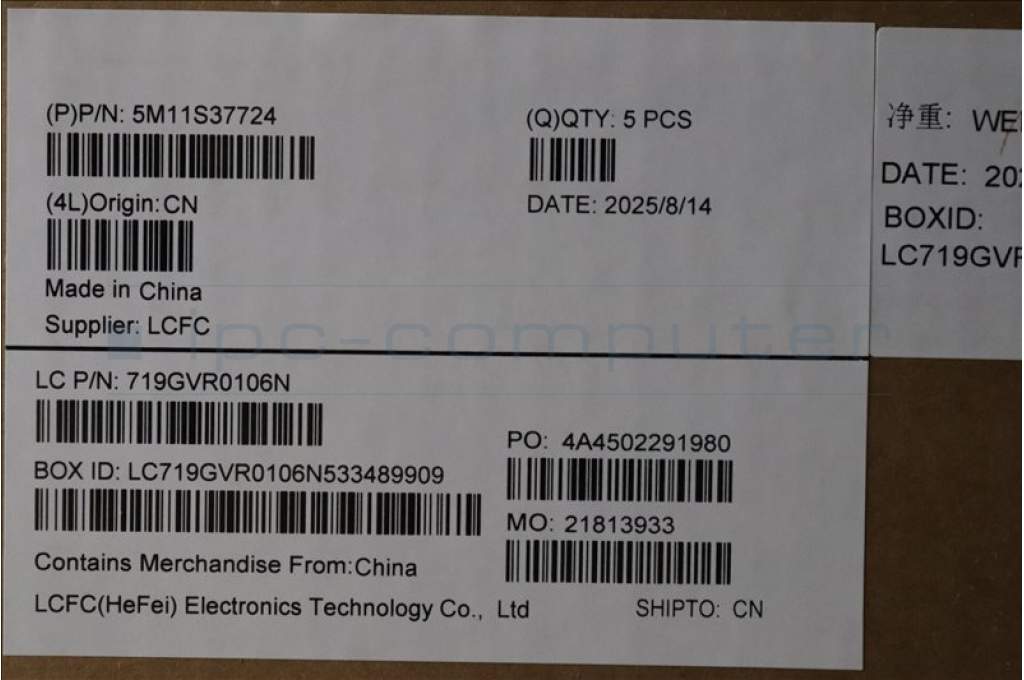 (P)P/N: 5M11S37724
(Q)QTY: 5 PCS
(4L)Origin:CN
DATE: 2025/8/14
Made in China
Supplier: LCFC
LC P/N: 719GVR0106N
PO: 4A4502291980
BOX ID: LC719GVR0106N533489909
MO: 21813933
Contains Merchandise From:China
LCFC(HeFei) Electronics Technology Co., Ltd
SHIPTO: CN
净重:
DATE:
BOXID:
ipc-computer